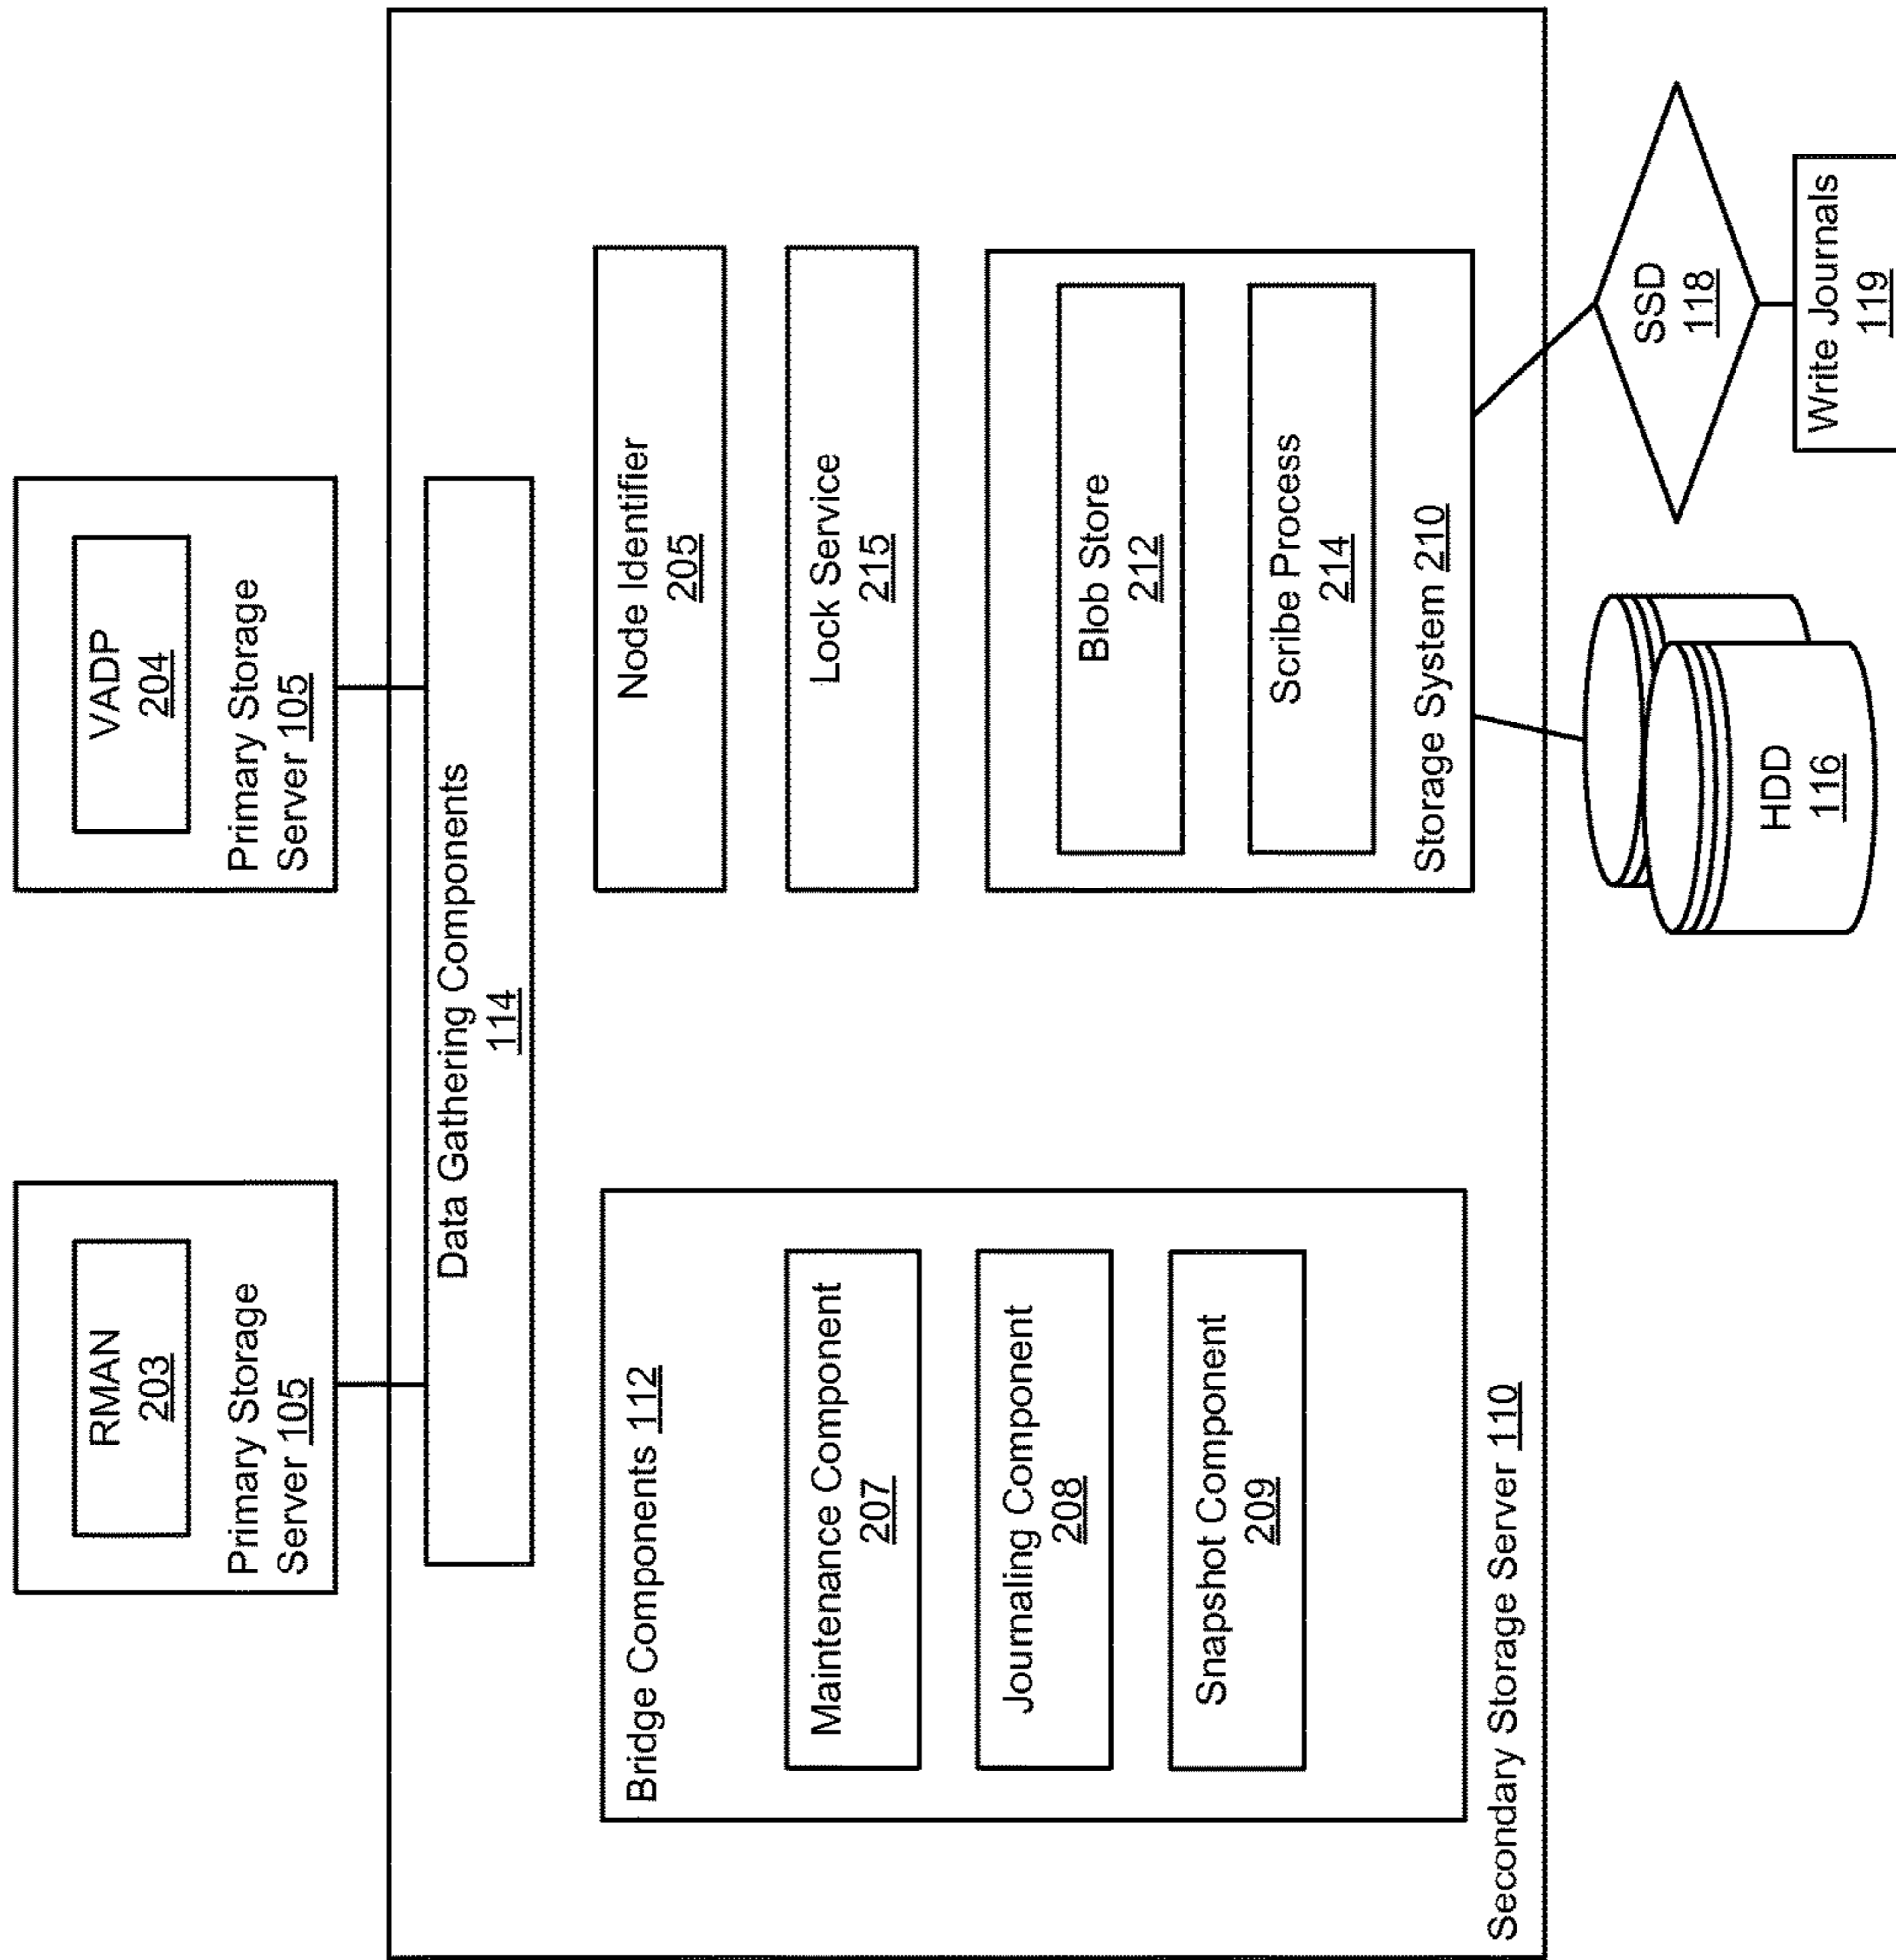 RMAN
203
Primary Storage
Server 105
VADP
204
Primary Storage
Server 105
Data Gathering Components
114
Bridge Components 112
Maintenance Component
207
Journaling Component
208
Snapshot Component
209
Node Identifier
205
Lock Service
215
Blob Store
212
Scribe Process
214
Storage System 210
Secondary Storage Server 110
HDD
116
SSD
118
Write Journals
119